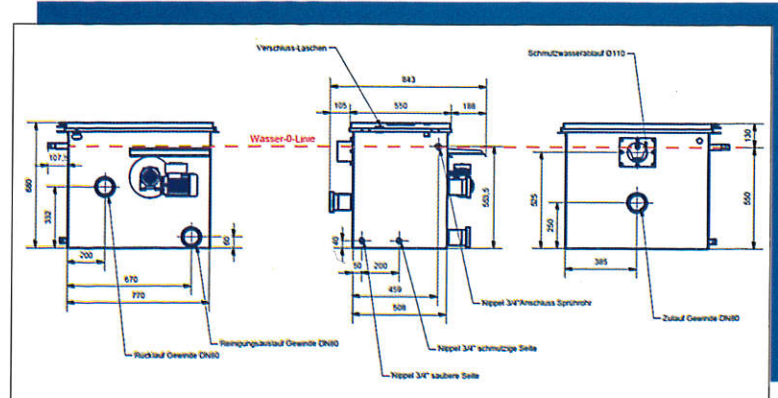 Verschluss-Laschen
Schmutzwasserablauf Ø110
843
105
550
188
Wasser-0-Linie
130
107,5
660
332
200
60
670
770
553,5
40
50
200
459
508
525
250
550
385
Nippel 3/4"Anschluss Sprührohr
Zulauf Gewinde DN80
Reinigungsauslauf Gewinde DN80
Nippel 3/4" schmutzige Seite
Rücklauf Gewinde DN80
Nippel 3/4" saubere Seite